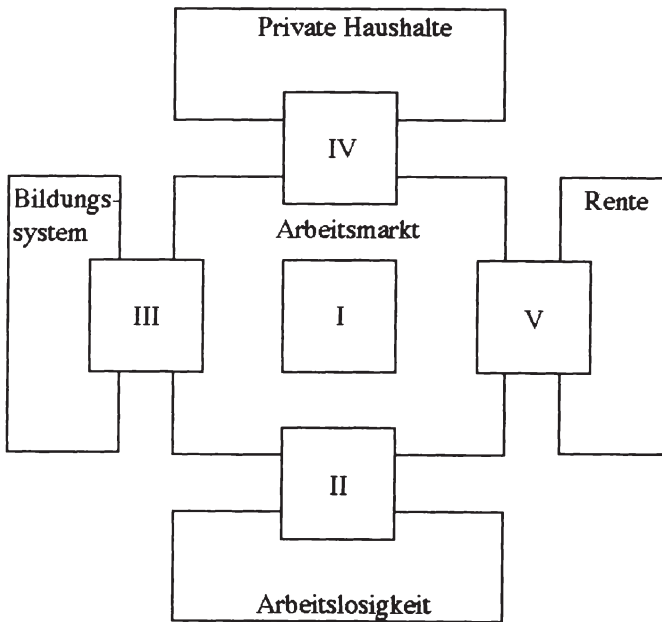 Private Haushalte
IV
Bildungs-
system
Rente
Arbeitsmarkt
III
I
V
II
Arbeitslosigkeit